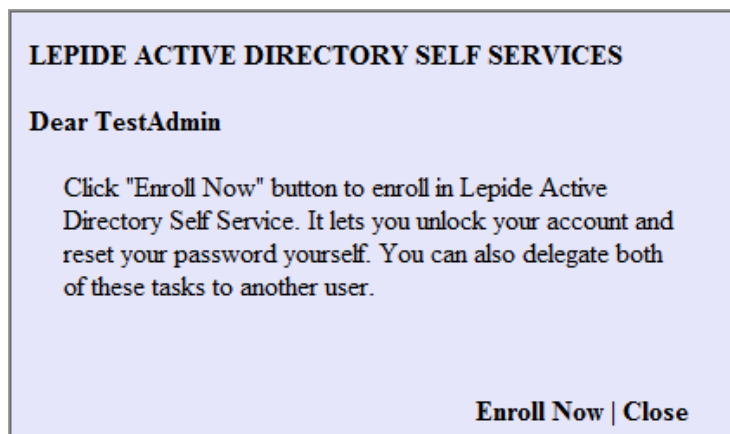 LEPIDE ACTIVE DIRECTORY SELF SERVICES
Dear TestAdmin
Click "Enroll Now" button to enroll in Lepide Active
Directory Self Service. It lets you unlock your account and
reset your password yourself. You can also delegate both
of these tasks to another user.
Enroll Now | Close